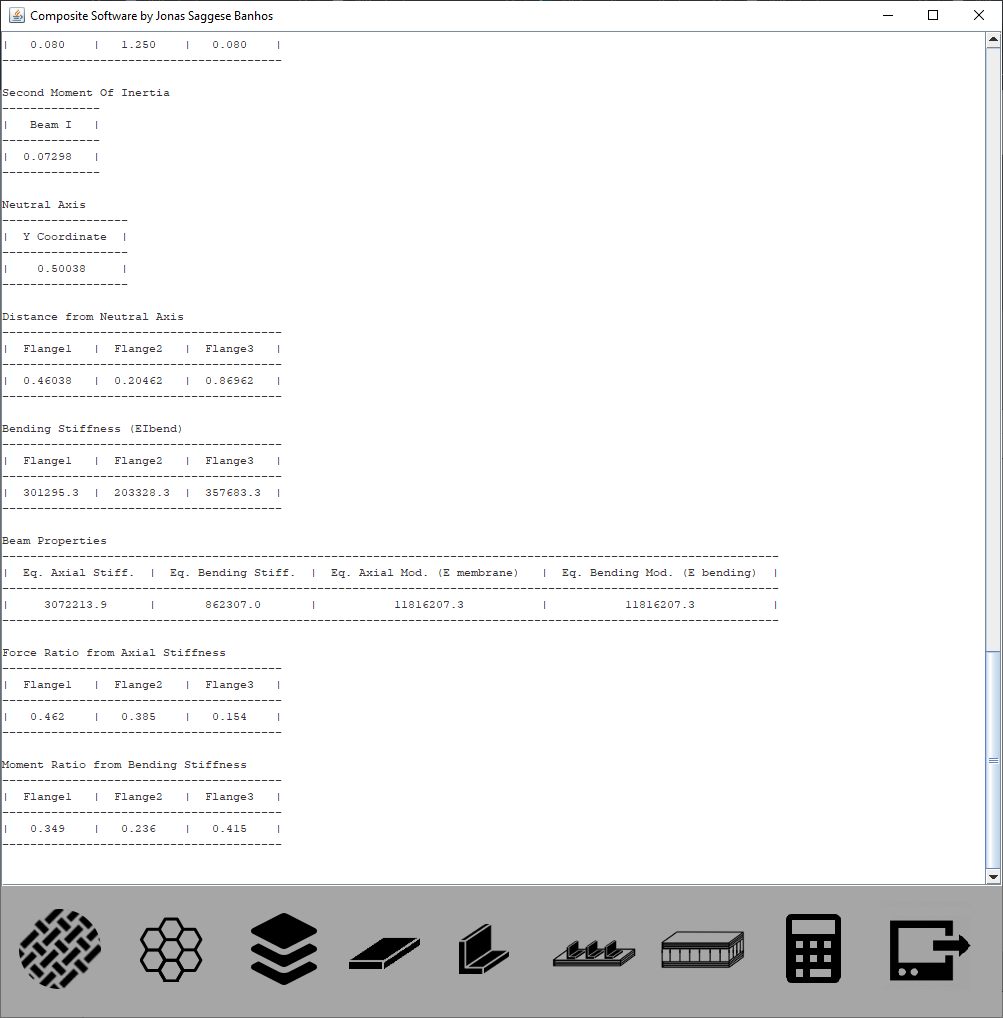 Composite Software by Jonas Saggese Banhos
| 0.080 | 1.250 | 0.080 |
----------------------------------------
Second Moment Of Inertia
--------------
| Beam I |
--------------
| 0.07298 |
--------------
Neutral Axis
------------------
| Y Coordinate |
------------------
| 0.50038 |
------------------
Distance from Neutral Axis
----------------------------------------
| Flange1 | Flange2 | Flange3 |
----------------------------------------
| 0.46038 | 0.20462 | 0.86962 |
----------------------------------------
Bending Stiffness (EIbend)
----------------------------------------
| Flange1 | Flange2 | Flange3 |
----------------------------------------
| 301295.3 | 203328.3 | 357683.3 |
----------------------------------------
Beam Properties
---------------------------------------------------------------------------------------------------------------
| Eq. Axial Stiff. | Eq. Bending Stiff. | Eq. Axial Mod. (E membrane) | Eq. Bending Mod. (E bending) |
---------------------------------------------------------------------------------------------------------------
| 3072213.9 | 862307.0 | 11816207.3 | 11816207.3 |
---------------------------------------------------------------------------------------------------------------
Force Ratio from Axial Stiffness
----------------------------------------
| Flange1 | Flange2 | Flange3 |
----------------------------------------
| 0.462 | 0.385 | 0.154 |
----------------------------------------
Moment Ratio from Bending Stiffness
----------------------------------------
| Flange1 | Flange2 | Flange3 |
----------------------------------------
| 0.349 | 0.236 | 0.415 |
----------------------------------------